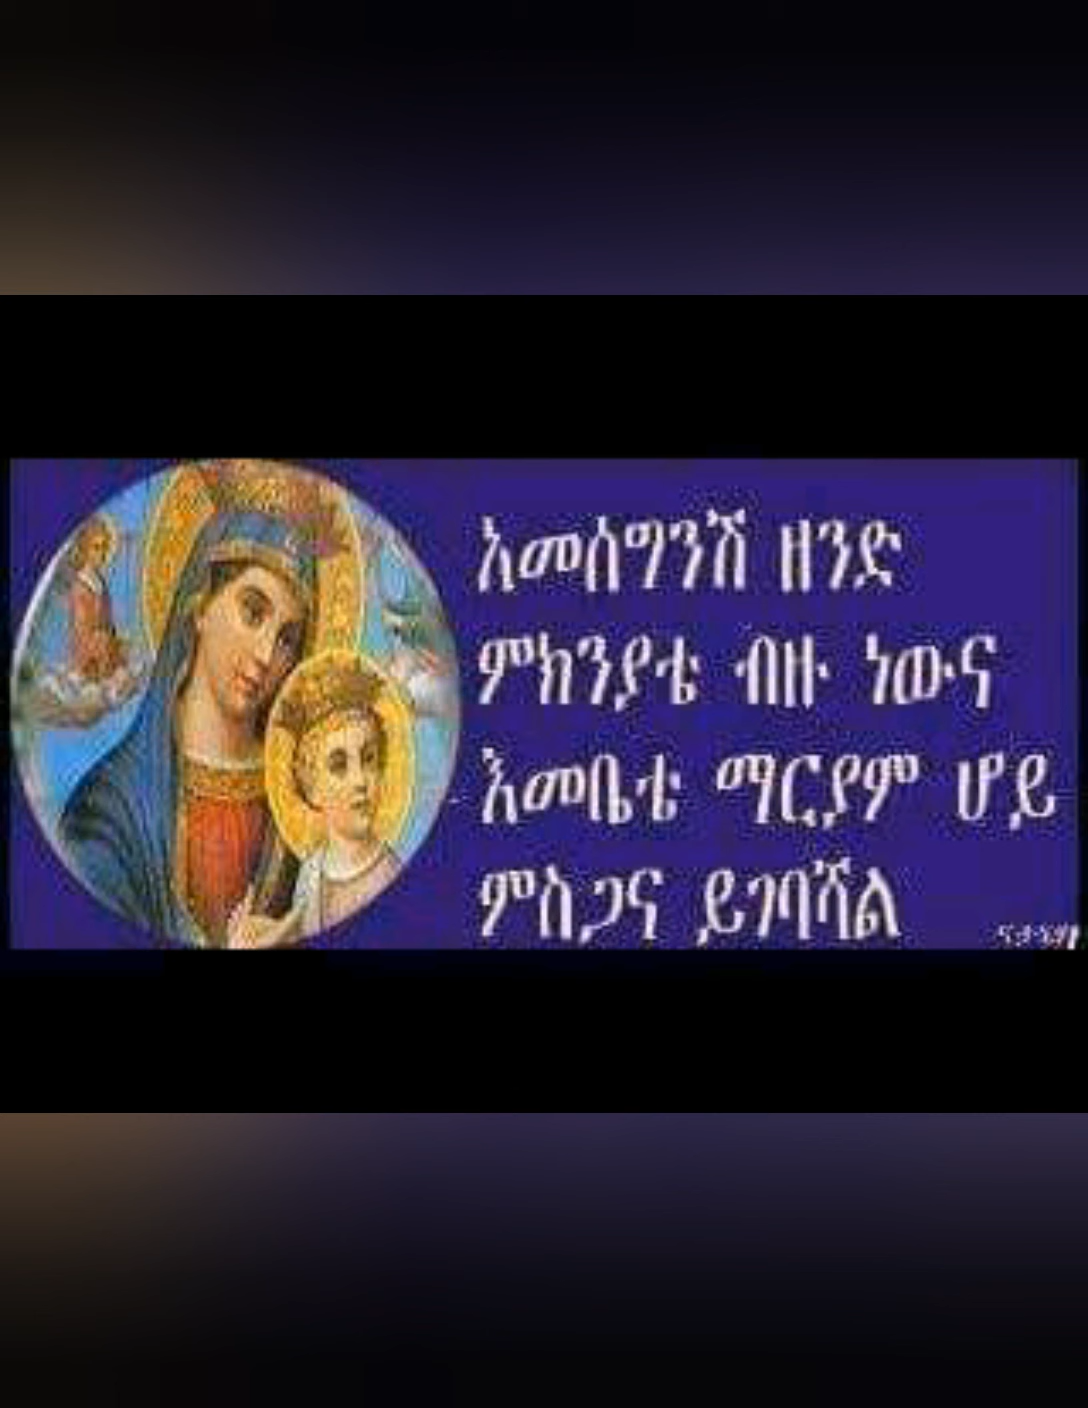 አመሰግንሽ ዘንድ
ምክንያቴ ብዙ ነውና
እመቤቴ ማርያም ሆይ
ምስጋና ይገባሻል